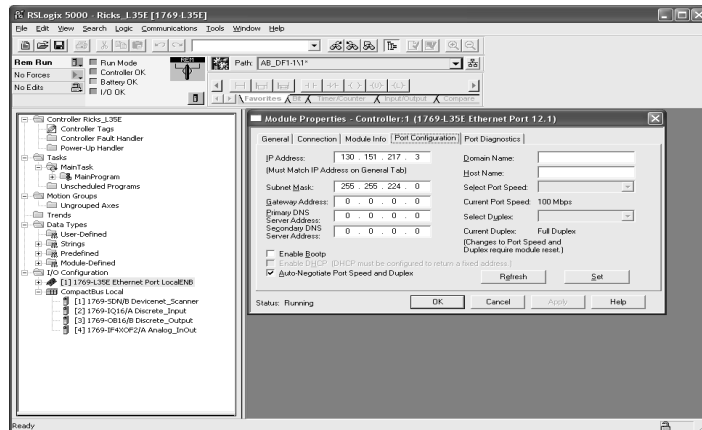 RSLogix 5000 - Ricks_L35E [1769-L35E]
File Edit View Search Logic Communications Tools Window Help
Rem Run
No Forces
No Edits
Run Mode
Controller OK
Battery OK
I/O OK
REM
Path: AB_DF1-1\1*
Favorites Bit Timer/Counter Input/Output Compare
Controller Ricks_L35E
Controller Tags
Controller Fault Handler
Power-Up Handler
Tasks
MainTask
MainProgram
Unscheduled Programs
Motion Groups
Ungrouped Axes
Trends
Data Types
User-Defined
Strings
Predefined
Module-Defined
I/O Configuration
[1] 1769-L35E Ethernet Port LocalENB
CompactBus Local
[1] 1769-SDN/B Devicenet_Scanner
[2] 1769-IQ16/A Discrete_Input
[3] 1769-OB16/B Discrete_Output
[4] 1769-IF4XOF2/A Analog_InOut
Module Properties - Controller:1 (1769-L35E Ethernet Port 12.1)
General Connection Module Info Port Configuration Port Diagnostics
IP Address: 130 . 151 . 217 . 3
(Must Match IP Address on General Tab)
Subnet Mask: 255 . 255 . 224 . 0
Gateway Address: 0 . 0 . 0 . 0
Primary DNS
Server Address: 0 . 0 . 0 . 0
Secondary DNS
Server Address: 0 . 0 . 0 . 0
Enable Bootp
Enable DHCP (DHCP must be configured to return a fixed address.)
Auto-Negotiate Port Speed and Duplex
Domain Name:
Host Name:
Select Port Speed:
Current Port Speed: 100 Mbps
Select Duplex:
Current Duplex: Full Duplex
(Changes to Port Speed and
Duplex require module reset.)
Refresh Set
Status: Running OK Cancel Apply Help
Ready